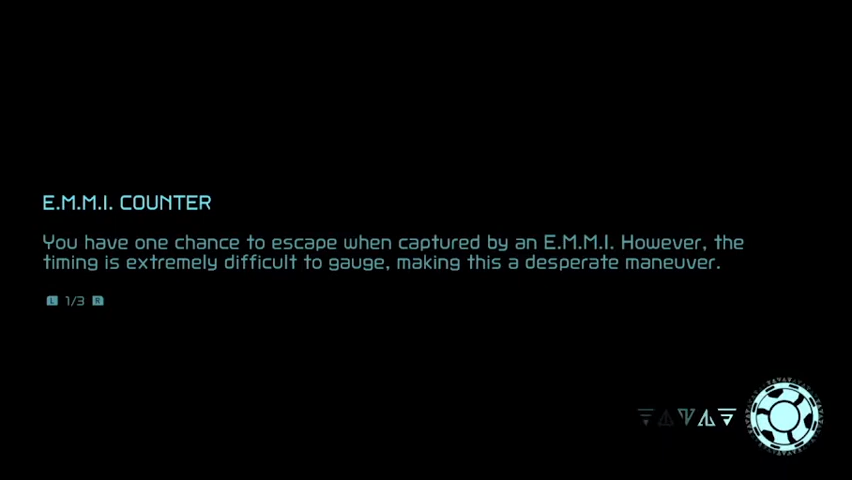 E.M.M.I. COUNTER
You have one chance to escape when captured by an E.M.M.I. However, the
timing is extremely difficult to gauge, making this a desperate maneuver.
L 1/3 R